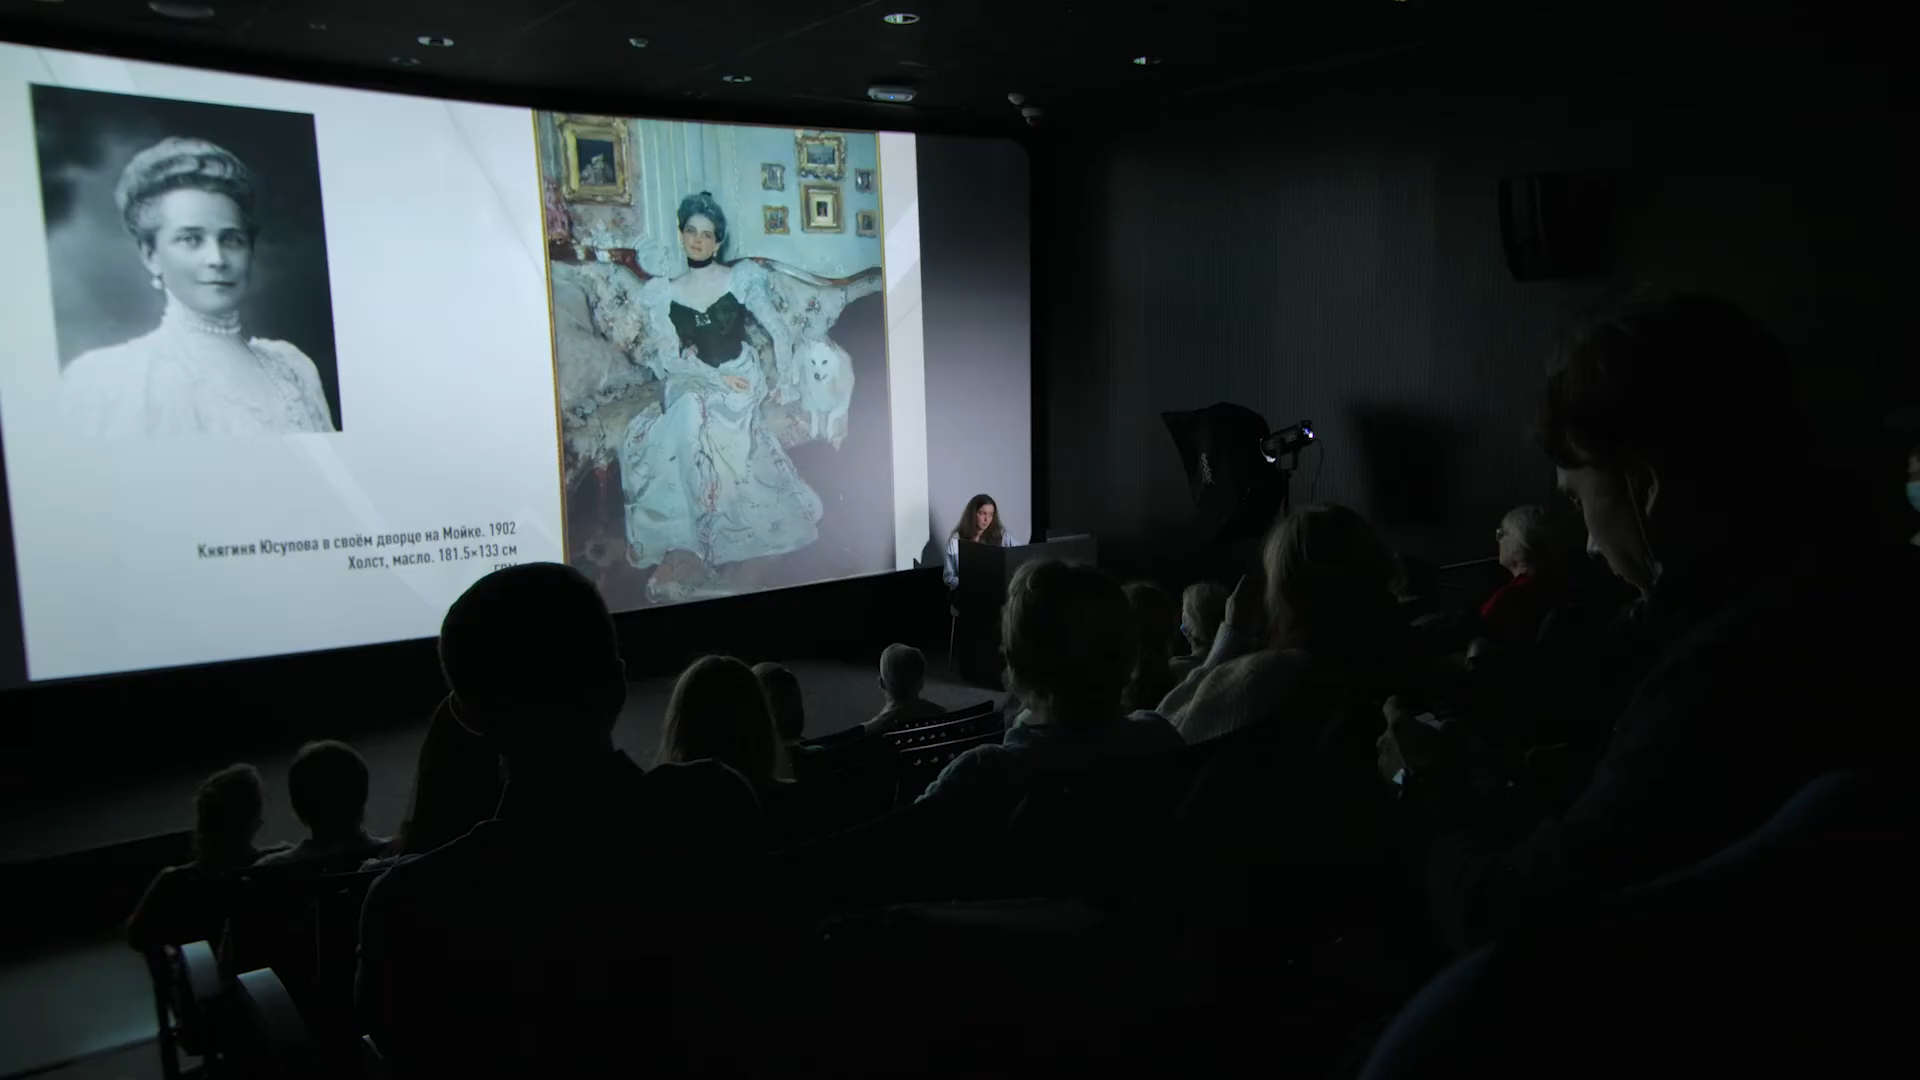 Княгиня Юсупова в своём дворце на Мойке. 1902
Холст, масло. 181.5×133 см